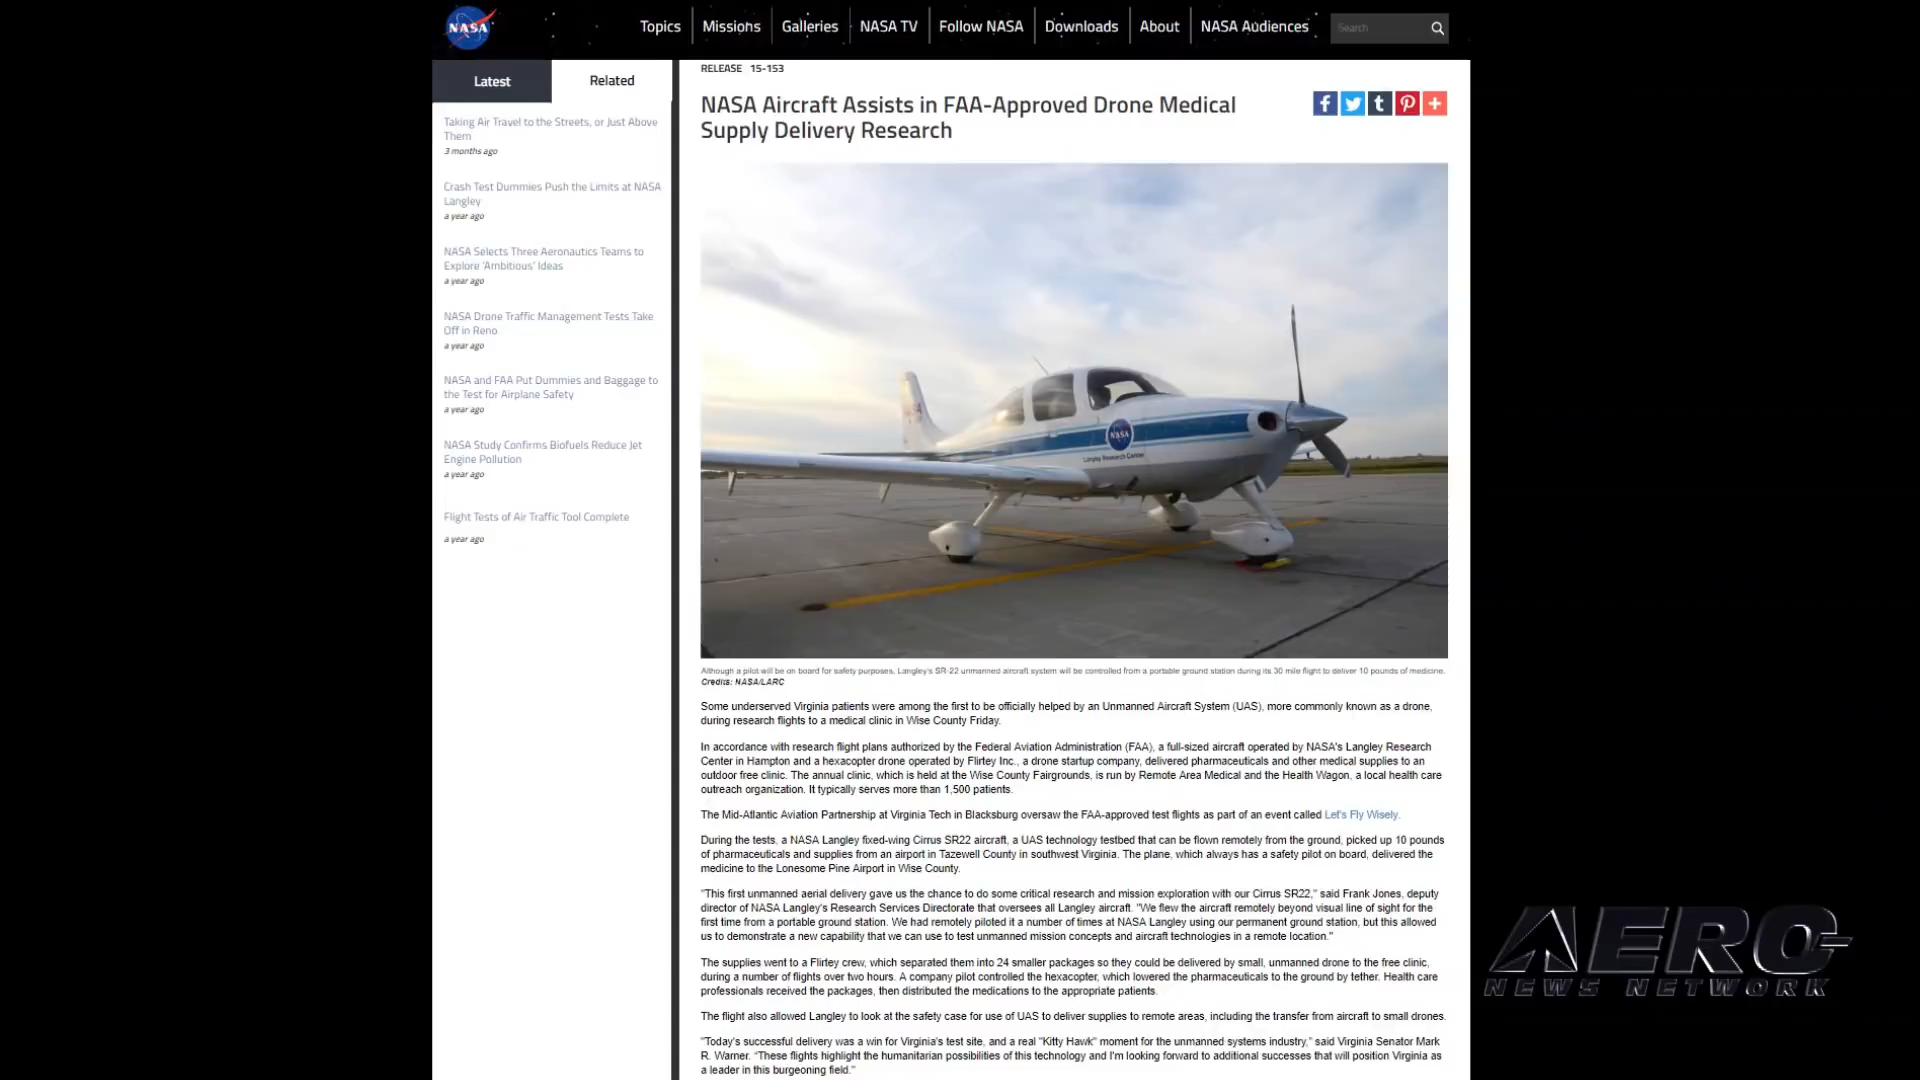 NASA
Topics
Missions
Galleries
NASA TV
Follow NASA
Downloads
About
NASA Audiences
Search
Latest
Related
Taking Air Travel to the Streets, or Just Above
Them
3 months ago
Crash Test Dummies Push the Limits at NASA
Langley
a year ago
NASA Selects Three Aeronautics Teams to
Explore 'Ambitious' Ideas
a year ago
NASA Drone Traffic Management Tests Take
Off in Reno
a year ago
NASA and FAA Put Dummies and Baggage to
the Test for Airplane Safety
a year ago
NASA Study Confirms Biofuels Reduce Jet
Engine Pollution
a year ago
Flight Tests of Air Traffic Tool Complete
a year ago
RELEASE 15-153
NASA Aircraft Assists in FAA-Approved Drone Medical
Supply Delivery Research
NASA
Langley Research Center
Although a pilot will be on board for safety purposes, Langley's SR-22 unmanned aircraft system will be controlled from a portable ground station during its 30 mile flight to deliver 10 pounds of medicine.
Credits: NASA/LARC
Some underserved Virginia patients were among the first to be officially helped by an Unmanned Aircraft System (UAS), more commonly known as a drone,
during research flights to a medical clinic in Wise County Friday.
In accordance with research flight plans authorized by the Federal Aviation Administration (FAA), a full-sized aircraft operated by NASA's Langley Research
Center in Hampton and a hexacopter drone operated by Flirtey Inc., a drone startup company, delivered pharmaceuticals and other medical supplies to an
outdoor free clinic. The annual clinic, which is held at the Wise County Fairgrounds, is run by Remote Area Medical and the Health Wagon, a local health care
outreach organization. It typically serves more than 1,500 patients.
The Mid-Atlantic Aviation Partnership at Virginia Tech in Blacksburg oversaw the FAA-approved test flights as part of an event called Let's Fly Wisely.
During the tests, a NASA Langley fixed-wing Cirrus SR22 aircraft, a UAS technology testbed that can be flown remotely from the ground, picked up 10 pounds
of pharmaceuticals and supplies from an airport in Tazewell County in southwest Virginia. The plane, which always has a safety pilot on board, delivered the
medicine to the Lonesome Pine Airport in Wise County.
"This first unmanned aerial delivery gave us the chance to do some critical research and mission exploration with our Cirrus SR22," said Frank Jones, deputy
director of NASA Langley's Research Services Directorate that oversees all Langley aircraft. "We flew the aircraft remotely beyond visual line of sight for the
first time from a portable ground station. We had remotely piloted it a number of times at NASA Langley using our permanent ground station, but this allowed
us to demonstrate a new capability that we can use to test unmanned mission concepts and aircraft technologies in a remote location."
The supplies went to a Flirtey crew, which separated them into 24 smaller packages so they could be delivered by small, unmanned drone to the free clinic,
during a number of flights over two hours. A company pilot controlled the hexacopter, which lowered the pharmaceuticals to the ground by tether. Health care
professionals received the packages, then distributed the medications to the appropriate patients.
The flight also allowed Langley to look at the safety case for use of UAS to deliver supplies to remote areas, including the transfer from aircraft to small drones.
"Today's successful delivery was a win for Virginia's test site, and a real "Kitty Hawk" moment for the unmanned systems industry," said Virginia Senator Mark
R. Warner. "These flights highlight the humanitarian possibilities of this technology and I'm looking forward to additional successes that will position Virginia as
a leader in this burgeoning field."
AERO-
NEWS NETWORK